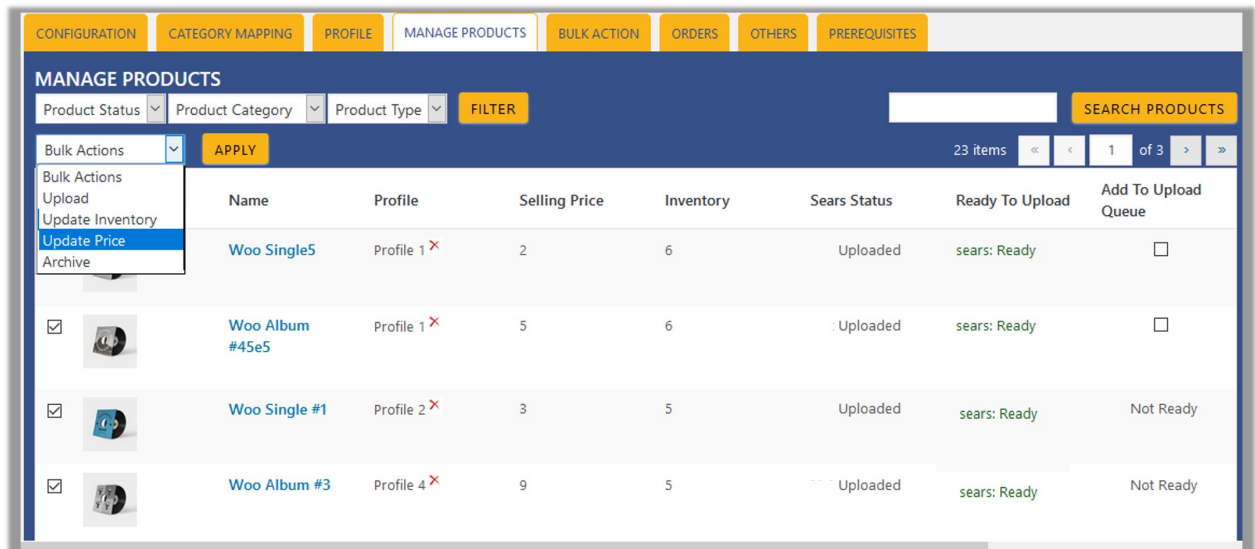 CONFIGURATION CATEGORY MAPPING PROFILE MANAGE PRODUCTS BULK ACTION ORDERS OTHERS PREREQUISITES
MANAGE PRODUCTS
Product Status Product Category Product Type FILTER SEARCH PRODUCTS
Bulk Actions APPLY 23 items « < 1 of 3 > »
Bulk Actions
Upload
Update Inventory
Update Price
Archive
Name Profile Selling Price Inventory Sears Status Ready To Upload Add To Upload
Queue
Woo Single5 Profile 1 2 6 Uploaded sears: Ready
Woo Album Profile 1 5 6 Uploaded sears: Ready
#45e5
Woo Single #1 Profile 2 3 5 Uploaded sears: Ready Not Ready
Woo Album #3 Profile 4 9 5 Uploaded sears: Ready Not Ready